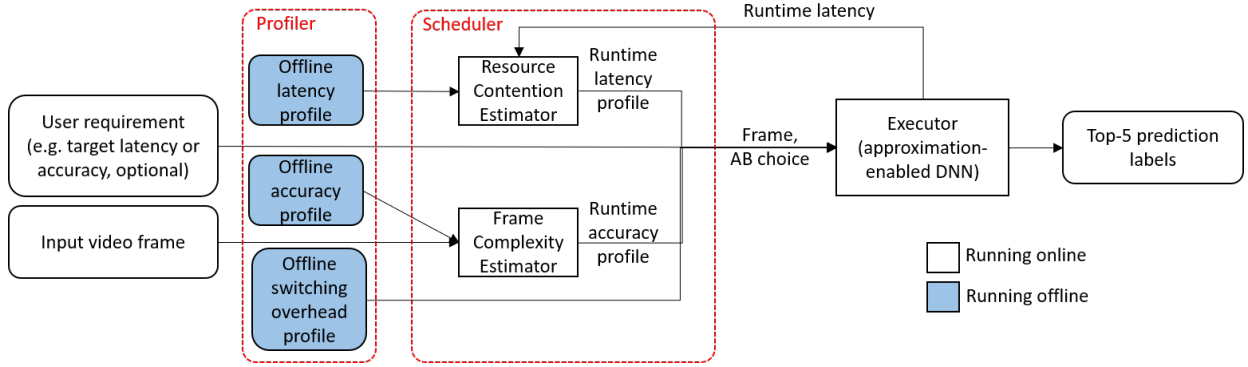 Profiler
Scheduler
Runtime latency
Offline
latency
profile
Resource
Contention
Estimator
Runtime
latency
profile
User requirement
(e.g. target latency or
accuracy, optional)
Offline
accuracy
profile
Frame,
AB choice
Executor
(approximation-
enabled DNN)
Top-5 prediction
labels
Input video frame
Frame
Complexity
Estimator
Runtime
accuracy
profile
Offline
switching
overhead
profile
Running online
Running offline